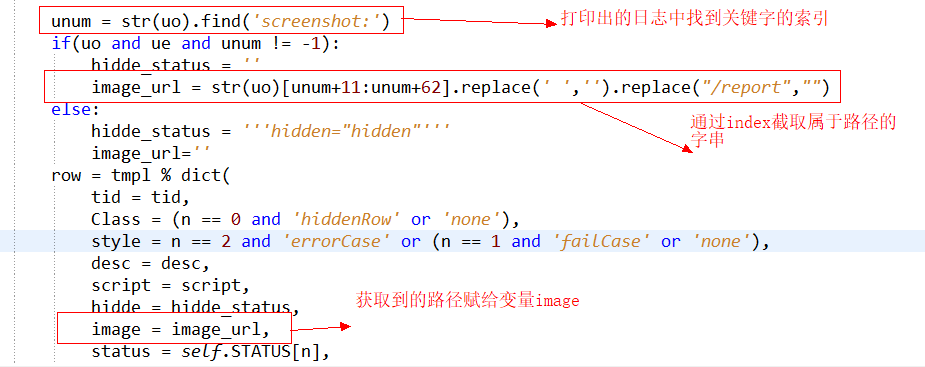 unum = str(uo).find('screenshot:')
打印出的日志中找到关键字的索引
if(uo and ue and unum != -1):
hidde_status = ''
image_url = str(uo)[unum+11:unum+62].replace(' ','').replace("/report","")
else:
通过index截取属于路径的
字串
hidde_status = '''hidden="hidden"'''
image_url=''
row = tmpl % dict(
tid = tid,
Class = (n == 0 and 'hiddenRow' or 'none'),
style = n == 2 and 'errorCase' or (n == 1 and 'failCase' or 'none'),
desc = desc,
script = script,
获取到的路径赋给变量image
hidde = hidde_status,
image = image_url,
status = self.STATUS[n],